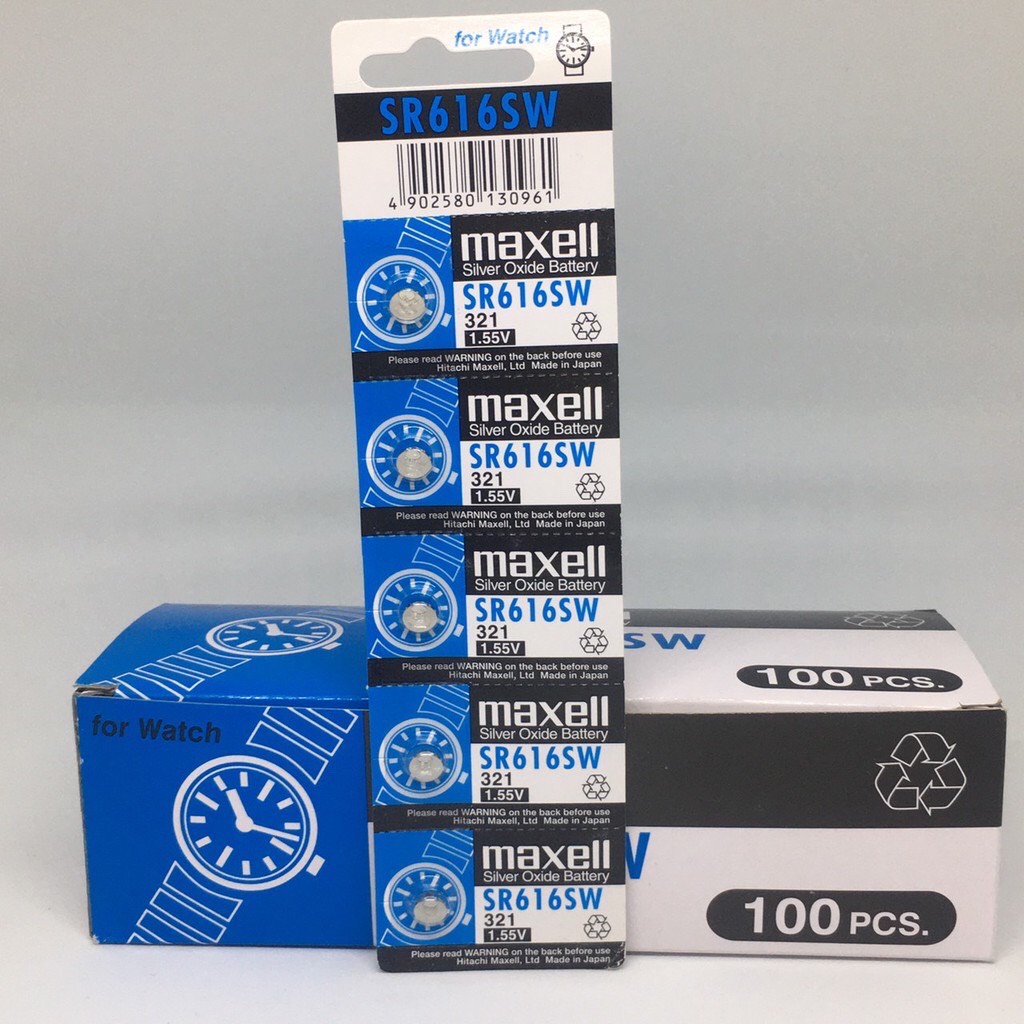 for Watch
SR616SW
4 902580 130961
maxell
Silver Oxide Battery
SR616SW
321
1.55V
Please read WARNING on the back before use
Hitachi Maxell, Ltd Made in Japan
maxell
Silver Oxide Battery
SR616SW
321
1.55V
Please read WARNING on the back before use
Hitachi Maxell, Ltd Made in Japan
maxell
Silver Oxide Battery
SR616SW
321
1.55V
Please read WARNING on the back before use
Hitachi Maxell, Ltd Made in Japan
maxell
Silver Oxide Battery
SR616SW
321
1.55V
Please read WARNING on the back before use
Hitachi Maxell, Ltd Made in Japan
maxell
Silver Oxide Battery
SR616SW
321
1.55V
Please read WARNING on the back before use
Hitachi Maxell, Ltd Made in Japan
for Watch
SW
100 PCS.
W
100 PCS.